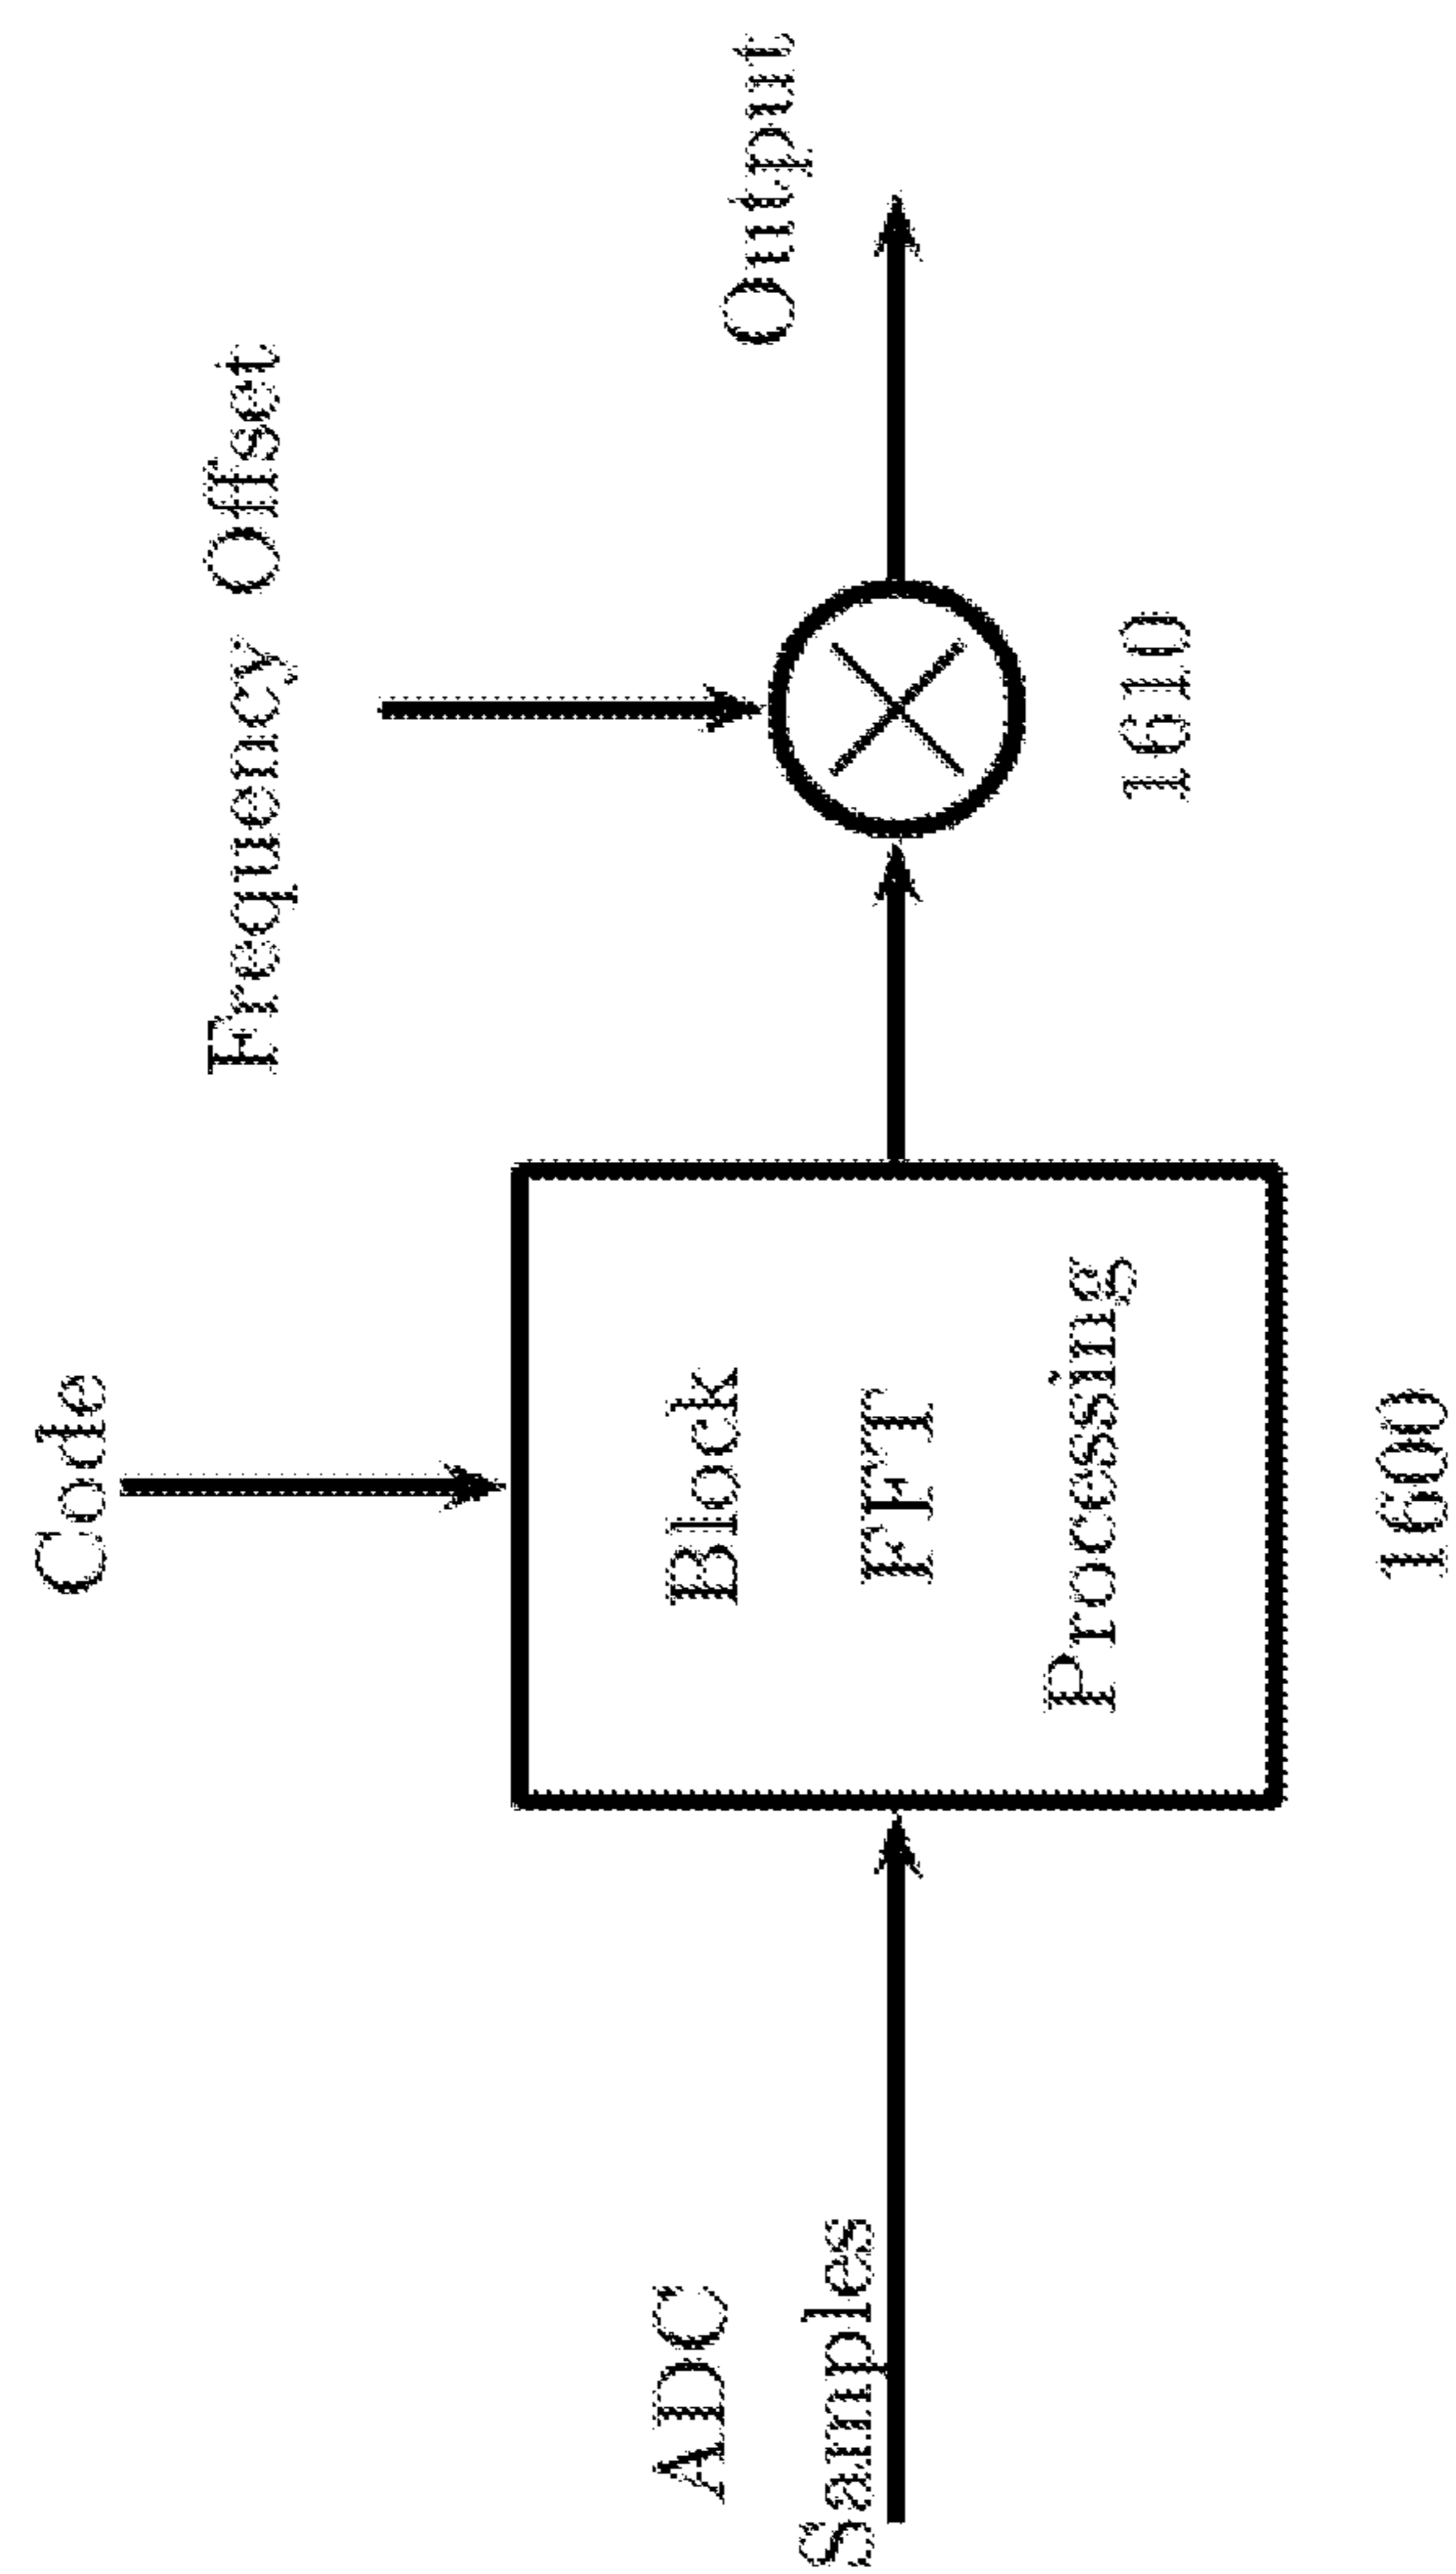 Code
Frequency Offset
ADC
Samples
Block
FFT
Processing
Output
1610
1600